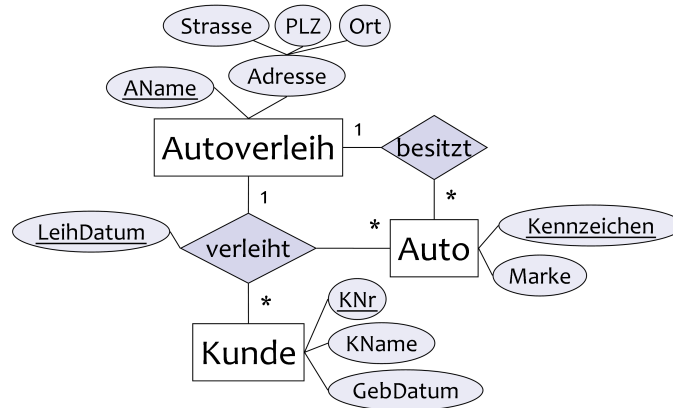 Strasse PLZ Ort
Adresse
AName
Autoverleih
1
besitzt
1
*
LeihDatum
verleiht
*
Auto
Kennzeichen
Marke
*
KNr
Kunde
KName
GebDatum